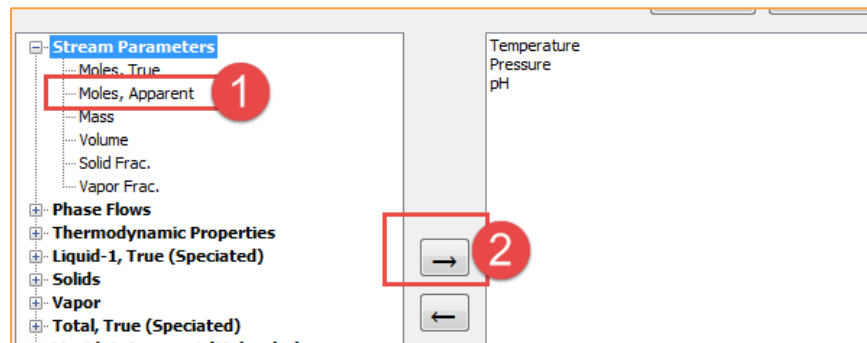 Stream Parameters
Moles, True
Moles, Apparent
1
Mass
Volume
Solid Frac.
Vapor Frac.
Phase Flows
Thermodynamic Properties
Liquid-1, True (Speciated)
Solids
Vapor
Total, True (Speciated)
Temperature
Pressure
pH
→
2
←